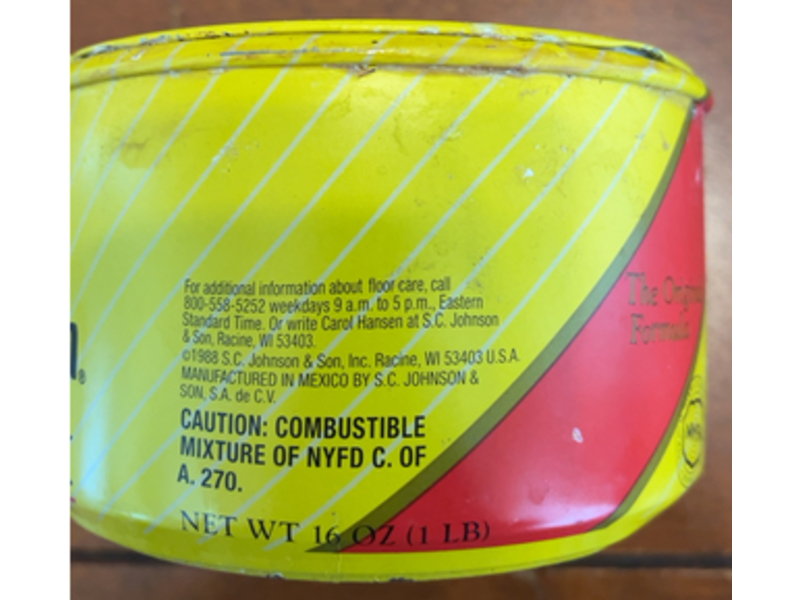 For additional information about floor care, call
800-558-5252 weekdays 9 a.m. to 5 p.m., Eastern
Standard Time. Or write Carol Hansen at S.C. Johnson
& Son, Racine, WI 53403.
©1988 S.C. Johnson & Son, Inc. Racine, WI 53403 U.S.A.
MANUFACTURED IN MEXICO BY S.C. JOHNSON &
SON, S.A. de C.V.
CAUTION: COMBUSTIBLE
MIXTURE OF NYFD C. OF
A. 270.
NET WT 16 OZ (1 LB)
The Original
Formula